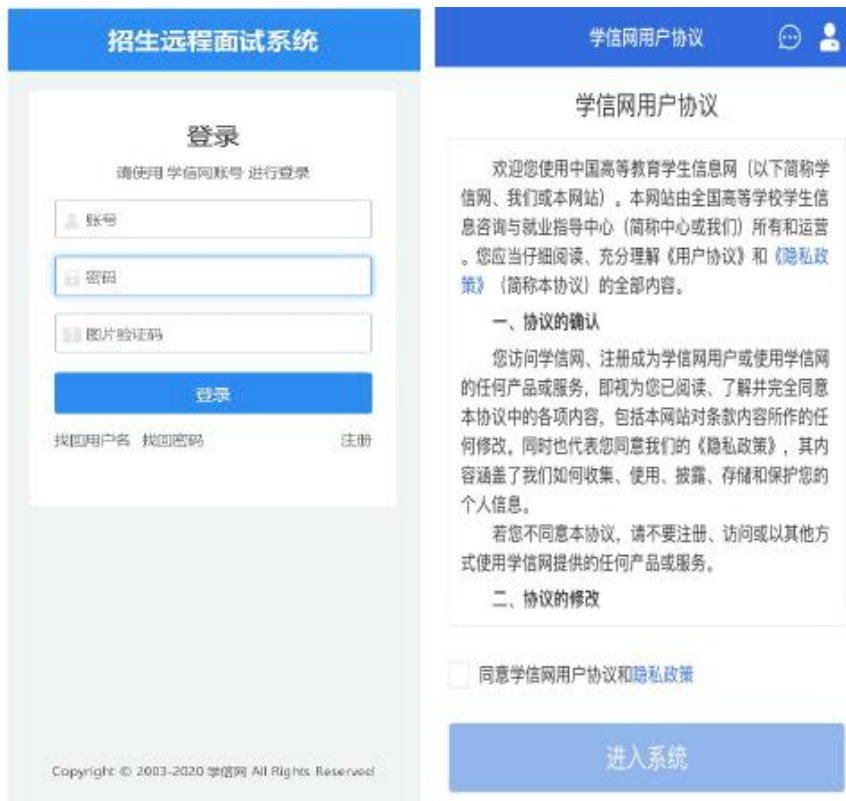 招生远程面试系统
登录
请使用 学信网账号 进行登录
账号
密码
图片验证码
登录
找回用户名 找回密码 注册
Copyright © 2003-2020 学信网 All Rights Reserved
学信网用户协议
学信网用户协议
欢迎您使用中国高等教育学生信息网（以下简称学
信网、我们或本网站）。本网站由全国高等学校学生信
息咨询与就业指导中心（简称中心或我们）所有和运营
。您应当仔细阅读、充分理解《用户协议》和《隐私政
策》（简称本协议）的全部内容。
一、协议的确认
您访问学信网、注册成为学信网用户或使用学信网
的任何产品或服务，即视为您已阅读、了解并完全同意
本协议中的各项内容，包括本网站对条款内容所作的任
何修改。同时也代表您同意我们的《隐私政策》，其内
容涵盖了我们如何收集、使用、披露、存储和保护您的
个人信息。
若您不同意本协议，请不要注册、访问或以其他方
式使用学信网提供的任何产品或服务。
二、协议的修改
同意学信网用户协议和隐私政策
进入系统